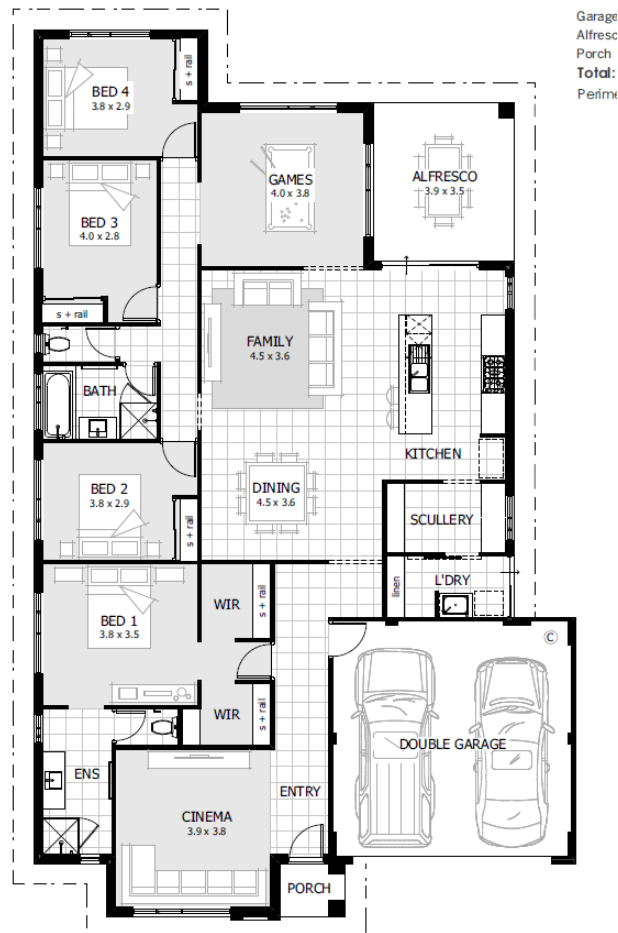 Garage
Alfresc
Porch
Total:
Perime
BED 4
3.8 x 2.9
s + rail
GAMES
4.0 x 3.8
ALFRESCO
3.9 x 3.5
BED 3
4.0 x 2.8
s + rail
FAMILY
4.5 x 3.6
BATH
KITCHEN
BED 2
3.8 x 2.9
s + rail
DINING
4.5 x 3.6
SCULLERY
linen
L'DRY
BED 1
3.8 x 3.5
WIR
s + rail
WIR
s + rail
C
DOUBLE GARAGE
ENS
ENTRY
CINEMA
3.9 x 3.8
PORCH